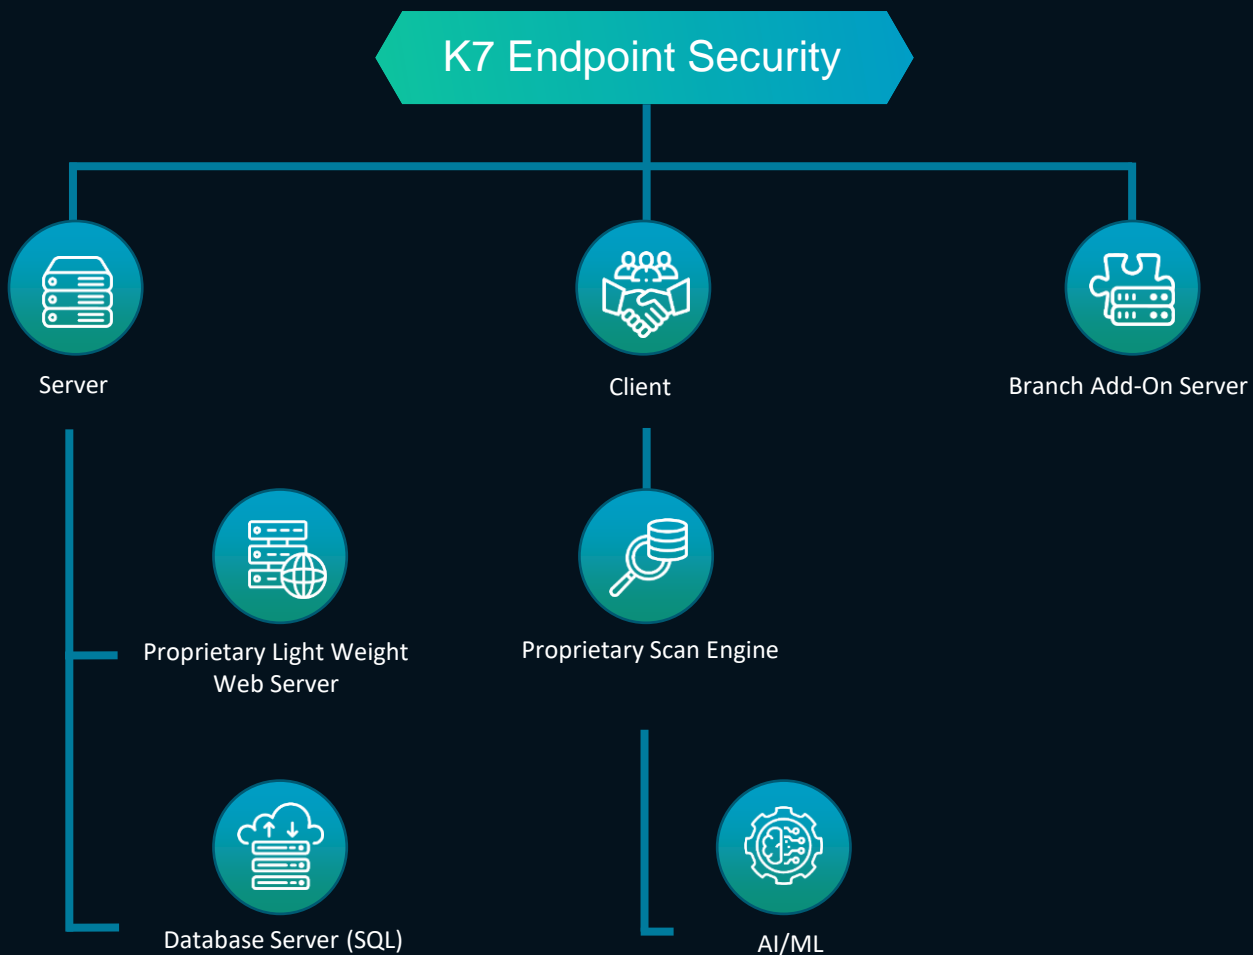 K7 Endpoint Security
Server
Client
Branch Add-On Server
Proprietary Light Weight
Web Server
Proprietary Scan Engine
Database Server (SQL)
AI/ML